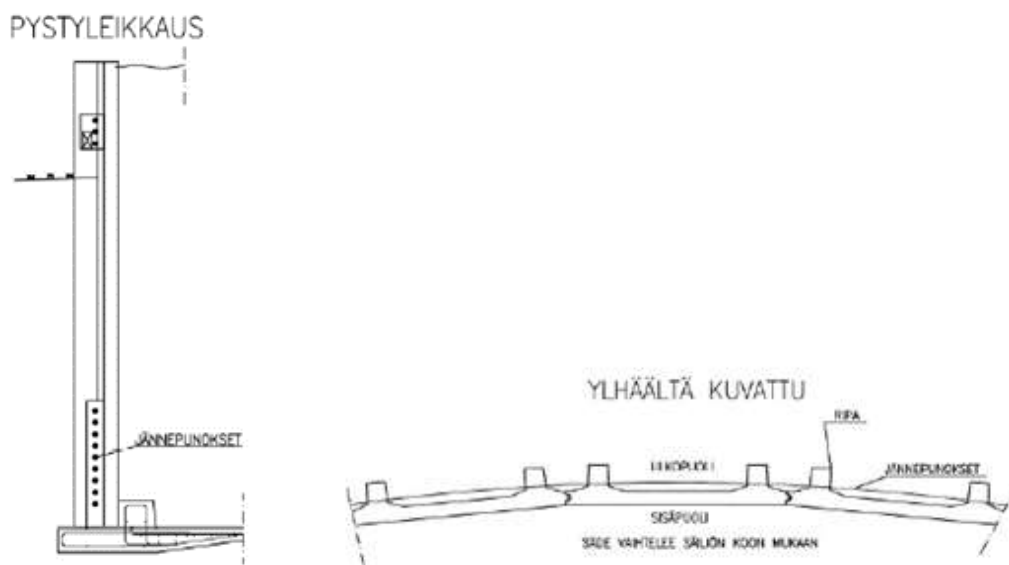 PYSTYLEIKKAUS
JÄNNEPUNOKSET
YLHÄÄLTÄ KUVATTU
RIPA
ULKOPUOLI
JÄNNEPUNOKSET
SISÄPUOLI
SÄDE VAIHTELEE SÄILIÖN KOON MUKAAN